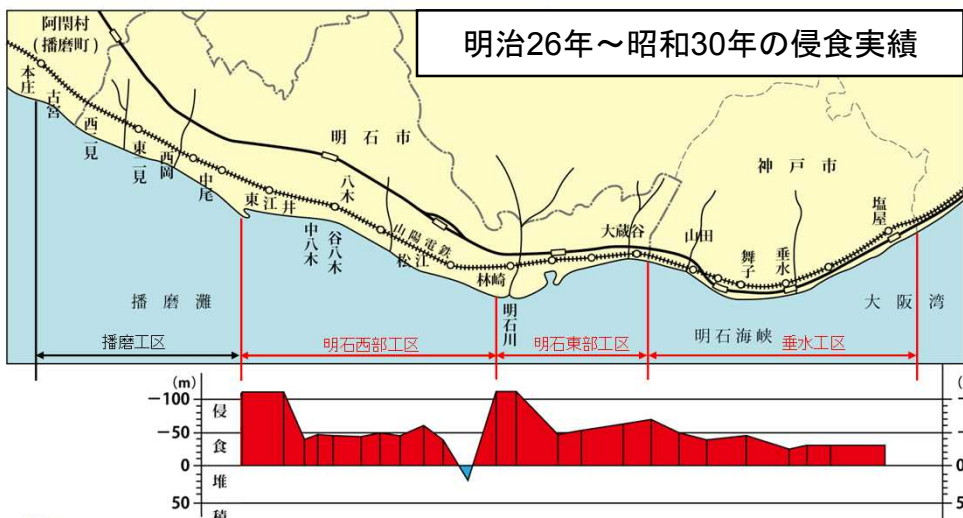 明治26年～昭和30年の侵食実績
阿閇村
(播磨町)
本庄
古宮
西二見
東二見
西岡
中尾
東江井
明石市
八木
中八木
谷八木
山陽電鉄
松江
林崎
明石川
大蔵谷
神戸市
山田
舞子
垂水
塩屋
播磨灘
明石海峡
大阪湾
播磨工区
明石西部工区
明石東部工区
垂水工区
(m)
-100
-50
0
50
侵食
堆積
(
-
-
0
5